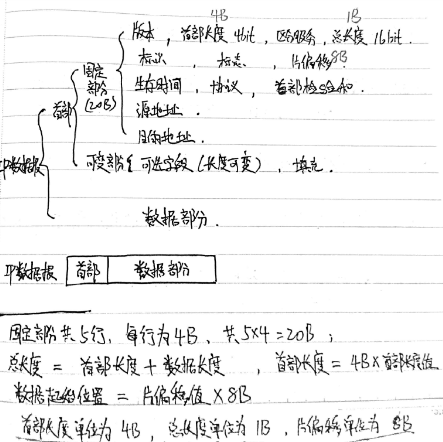 4B 1B
版本，首部长度 4bit，区分服务，总长度 16bit.
标识，标志，片偏移 8B
生存时间，协议，首部检验和.
源地址.
目的地址.
固定部分(20B)
首部
可变部分{可选字段(长度可变)，填充.
IP数据报
数据部分.
IP数据报 首部 数据部分
固定部分共5行，每行为4B，共5×4=20B；
总长度 = 首部长度 + 数据长度，首部长度 = 4B×首部长度值
数据起始位置 = 片偏移值 × 8B
首部长度单位为 4B，总长度单位为 1B，片偏移单位为 8B